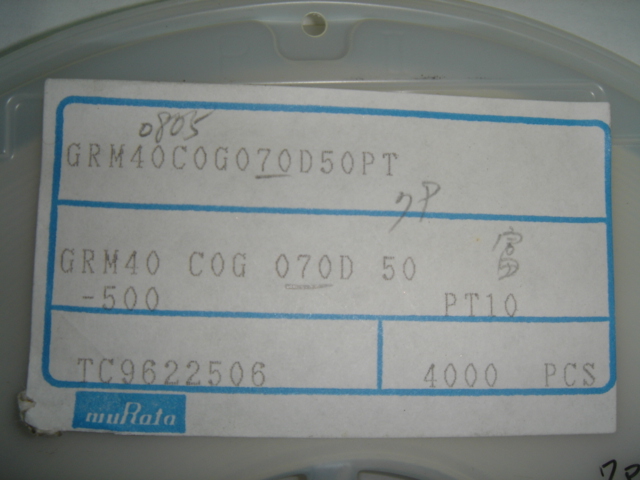 0805
GRM40C0G070D50PT
7P
GRM40 C0G 070D 50
富
-500
PT10
TC9622506
4000 PCS
muRata